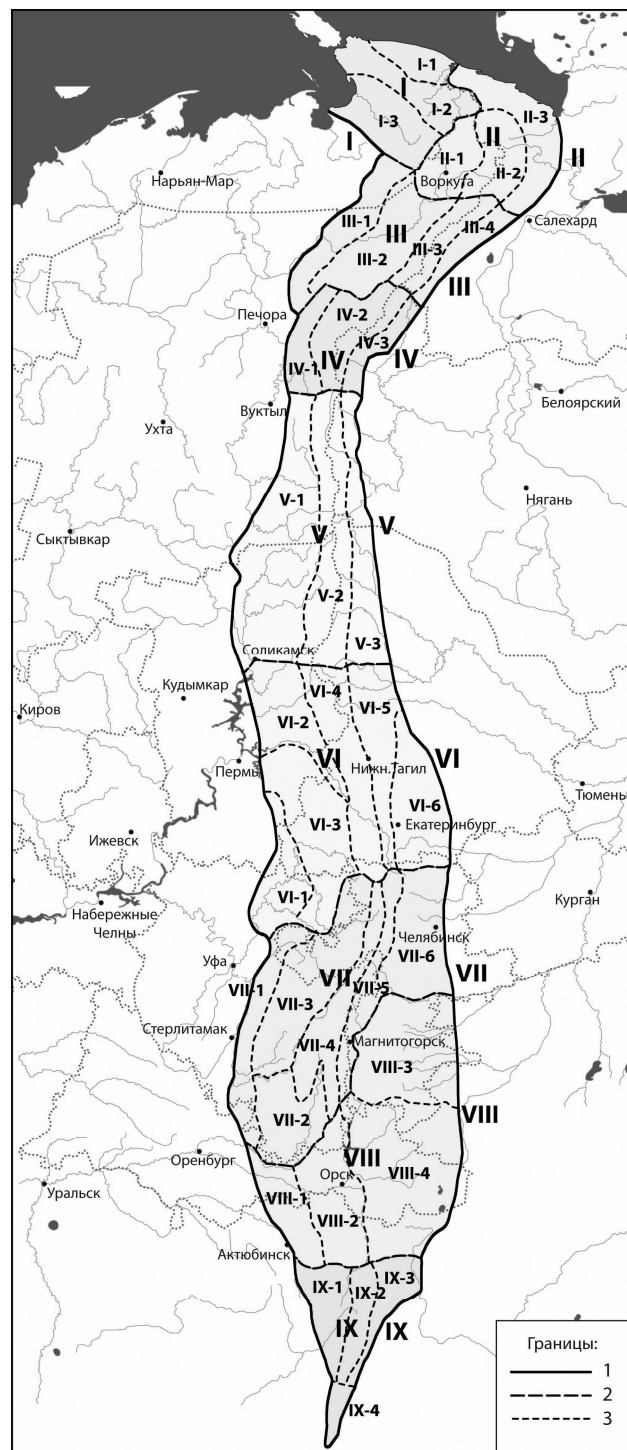 I-1
I
I-2
I-3
II-3
I
II
II-1
II
Нарьян-Мар
Воркута
II-2
III-1
III
III-4
Салехард
III-2
III-3
III
Печора
IV-2
IV-3
IV
IV
IV-1
Белоярский
Вуктыл
Ухта
V-1
Нягань
V
V
Сыктывкар
V-2
V-3
Соликамск
VI-4
Кудымкар
VI-5
Киров
VI-2
VI
VI
Пермь
Нижн.Тагил
Тюмень
VI-6
VI-3
Екатеринбург
Ижевск
VI-1
Курган
Набережные
Челны
Челябинск
Уфа
VII-6
VII
VII
VII-1
VII-5
VII-3
Стерлитамак
VII-4
Магнитогорск
VIII-3
VII-2
VIII
Оренбург
VIII
VIII-4
Уральск
Орск
VIII-1
VIII-2
Актюбинск
IX-1
IX-3
IX-2
IX
IX
IX-4
Границы:
1
2
3